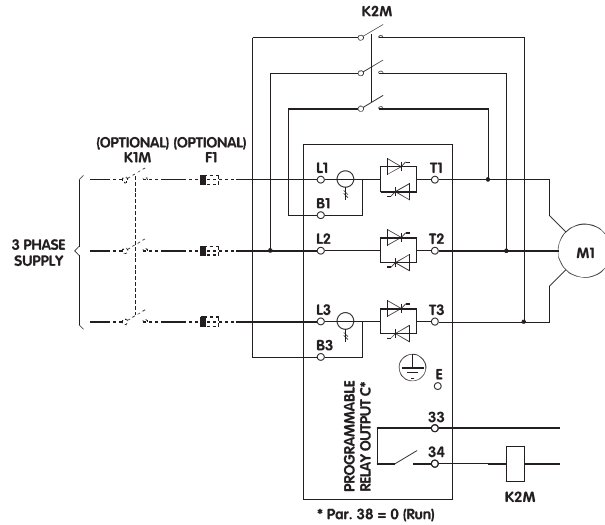 K2M
(OPTIONAL)
K1M
(OPTIONAL)
F1
L1
T1
B1
3 PHASE
SUPPLY
L2
T2
M1
L3
T3
B3
E
PROGRAMMABLE
RELAY OUTPUT C*
33
34
K2M
* Par. 38 = 0 (Run)